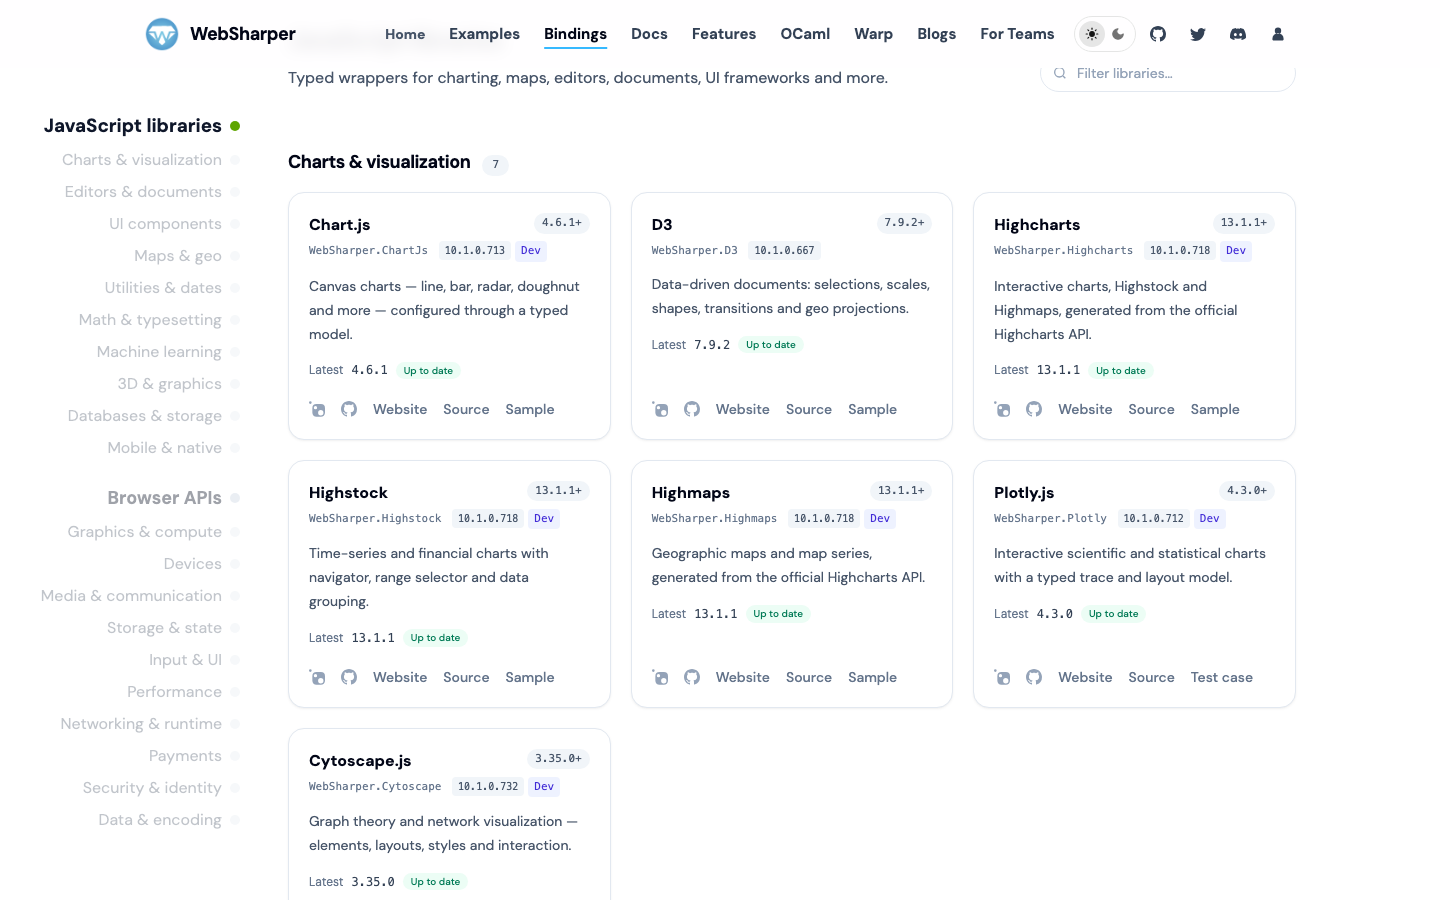 WebSharper
Home Examples Bindings Docs Features OCaml Warp Blogs For Teams
Typed wrappers for charting, maps, editors, documents, UI frameworks and more.
Filter libraries...
JavaScript libraries
Charts & visualization
Editors & documents
UI components
Maps & geo
Utilities & dates
Math & typesetting
Machine learning
3D & graphics
Databases & storage
Mobile & native
Browser APIs
Graphics & compute
Devices
Media & communication
Storage & state
Input & UI
Performance
Networking & runtime
Payments
Security & identity
Data & encoding
Charts & visualization 7
Chart.js 4.6.1+
WebSharper.ChartJs 10.1.0.713 Dev
Canvas charts — line, bar, radar, doughnut
and more — configured through a typed
model.
Latest 4.6.1 Up to date
Website Source Sample
D3 7.9.2+
WebSharper.D3 10.1.0.667
Data-driven documents: selections, scales,
shapes, transitions and geo projections.
Latest 7.9.2 Up to date
Website Source Sample
Highcharts 13.1.1+
WebSharper.Highcharts 10.1.0.718 Dev
Interactive charts, Highstock and
Highmaps, generated from the official
Highcharts API.
Latest 13.1.1 Up to date
Website Source Sample
Highstock 13.1.1+
WebSharper.Highstock 10.1.0.718 Dev
Time-series and financial charts with
navigator, range selector and data
grouping.
Latest 13.1.1 Up to date
Website Source Sample
Highmaps 13.1.1+
WebSharper.Highmaps 10.1.0.718 Dev
Geographic maps and map series,
generated from the official Highcharts API.
Latest 13.1.1 Up to date
Website Source Sample
Plotly.js 4.3.0+
WebSharper.Plotly 10.1.0.712 Dev
Interactive scientific and statistical charts
with a typed trace and layout model.
Latest 4.3.0 Up to date
Website Source Test case
Cytoscape.js 3.35.0+
WebSharper.Cytoscape 10.1.0.732 Dev
Graph theory and network visualization —
elements, layouts, styles and interaction.
Latest 3.35.0 Up to date